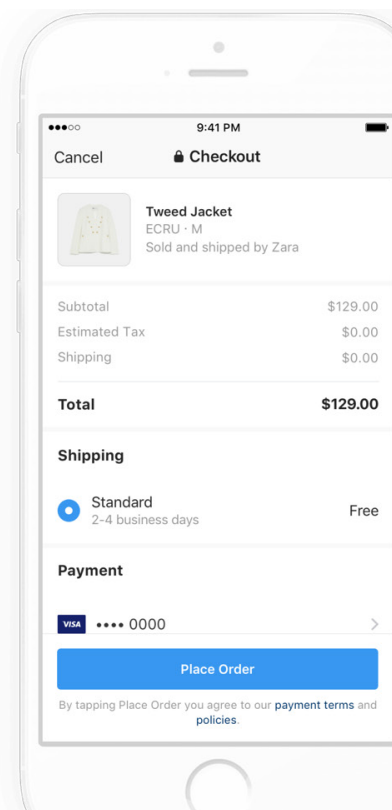 9:41 PM
Cancel Checkout
Tweed Jacket
ECRU · M
Sold and shipped by Zara
Subtotal $129.00
Estimated Tax $0.00
Shipping $0.00
Total $129.00
Shipping
Standard Free
2-4 business days
Payment
VISA •••• 0000
Place Order
By tapping Place Order you agree to our payment terms and
policies.